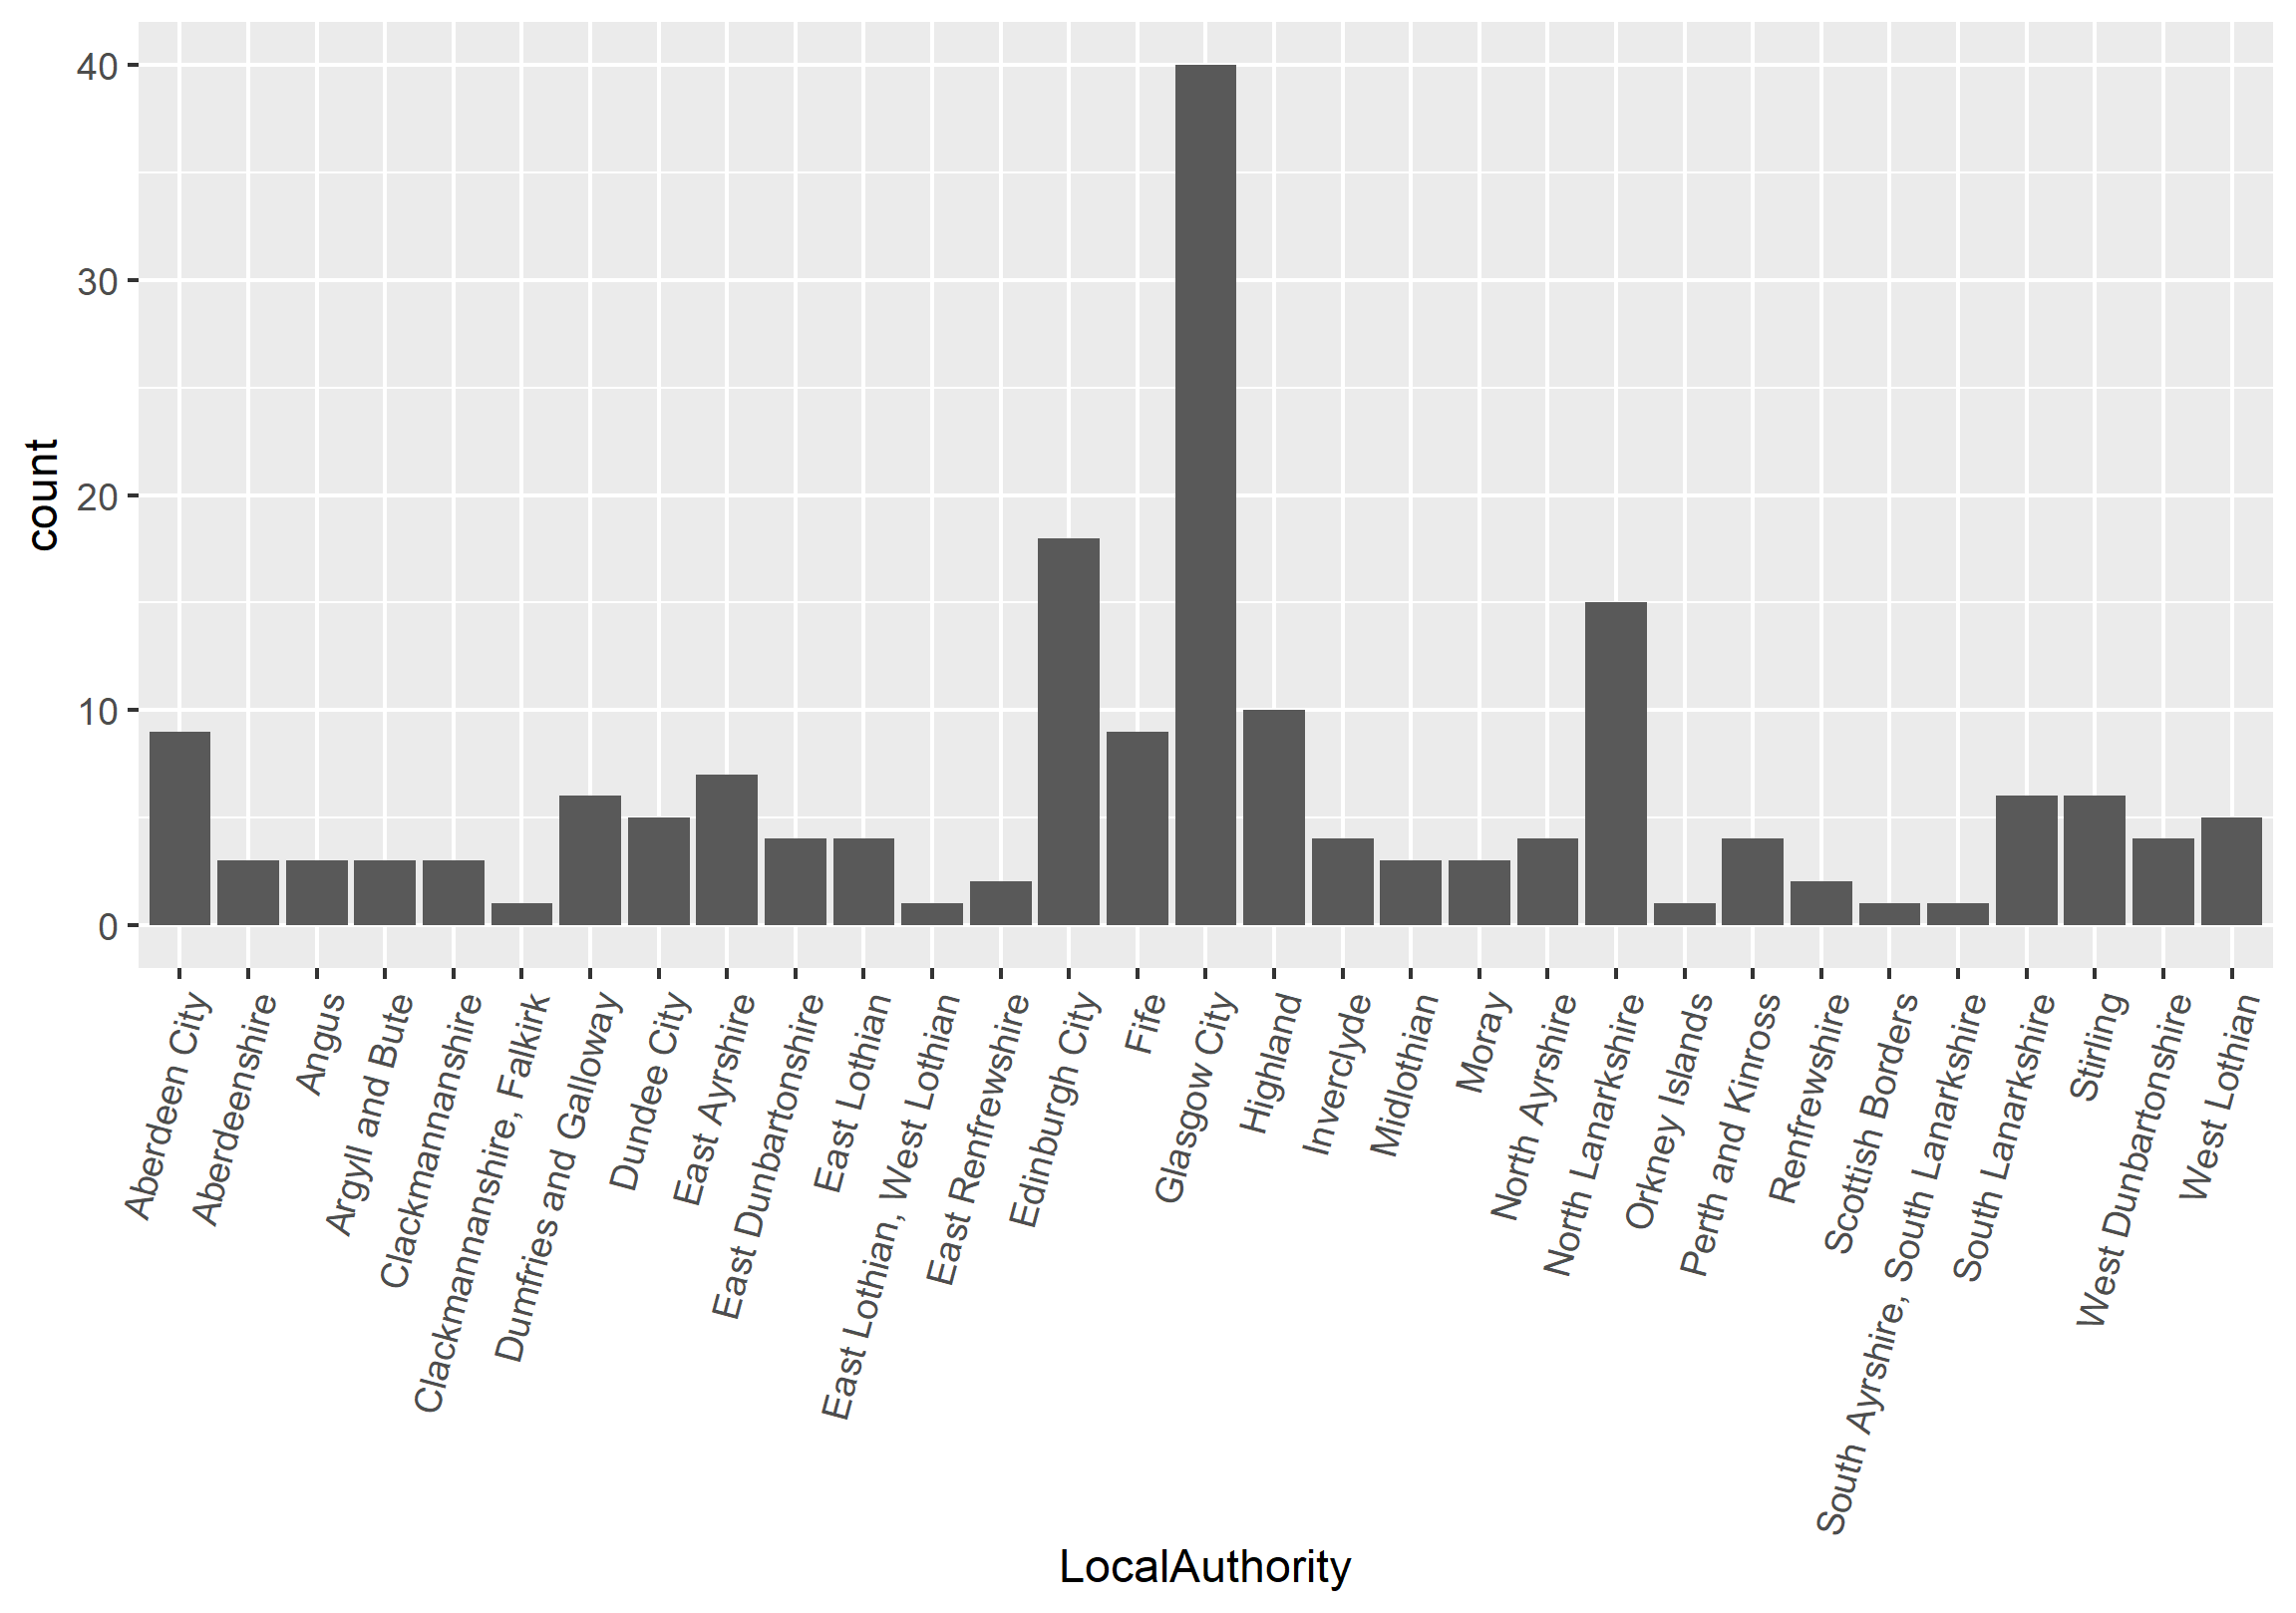 40
30
20
10
0
count
Aberdeen City
Aberdeenshire
Angus
Argyll and Bute
Clackmannanshire
Clackmannanshire, Falkirk
Dumfries and Galloway
Dundee City
East Ayrshire
East Dunbartonshire
East Lothian
East Lothian, West Lothian
East Renfrewshire
Edinburgh City
Fife
Glasgow City
Highland
Inverclyde
Midlothian
Moray
North Ayrshire
North Lanarkshire
Orkney Islands
Perth and Kinross
Renfrewshire
Scottish Borders
South Ayrshire, South Lanarkshire
South Lanarkshire
Stirling
West Dunbartonshire
West Lothian
LocalAuthority